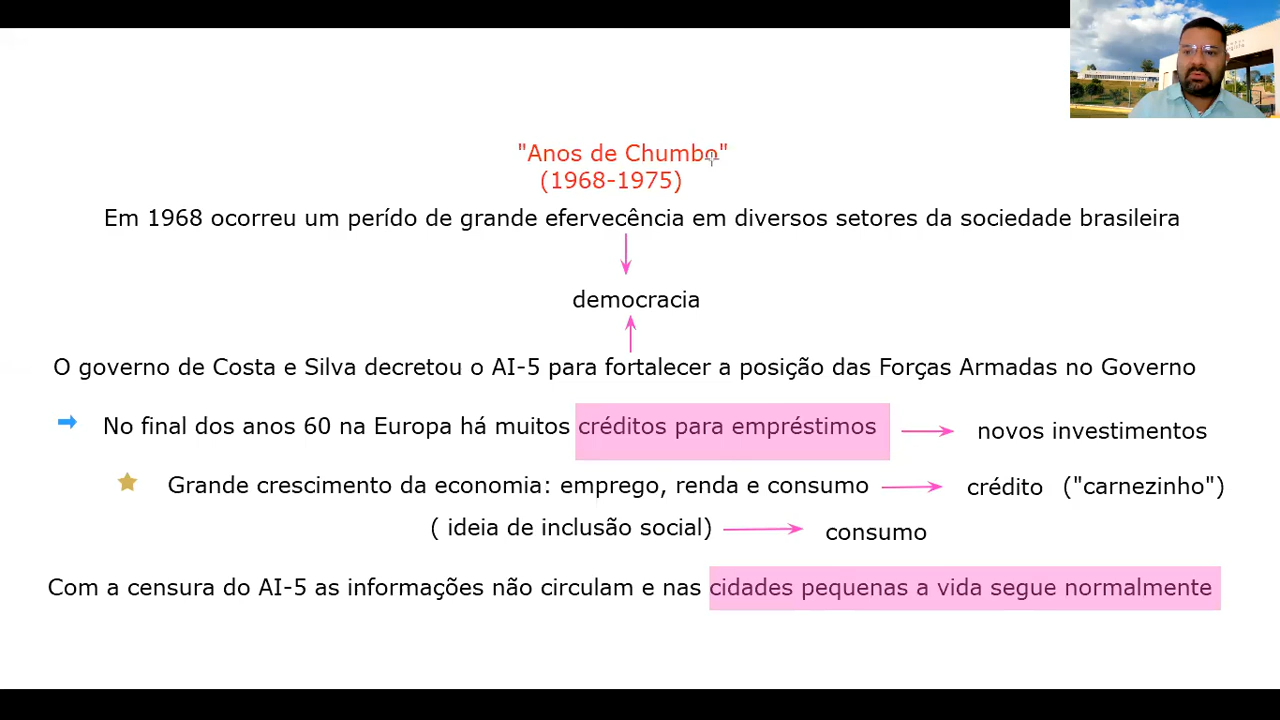 "Anos de Chumbo"
(1968-1975)
Em 1968 ocorreu um perído de grande efervecência em diversos setores da sociedade brasileira
democracia
O governo de Costa e Silva decretou o AI-5 para fortalecer a posição das Forças Armadas no Governo
No final dos anos 60 na Europa há muitos créditos para empréstimos novos investimentos
Grande crescimento da economia: emprego, renda e consumo crédito ("carnezinho")
( ideia de inclusão social) consumo
Com a censura do AI-5 as informações não circulam e nas cidades pequenas a vida segue normalmente